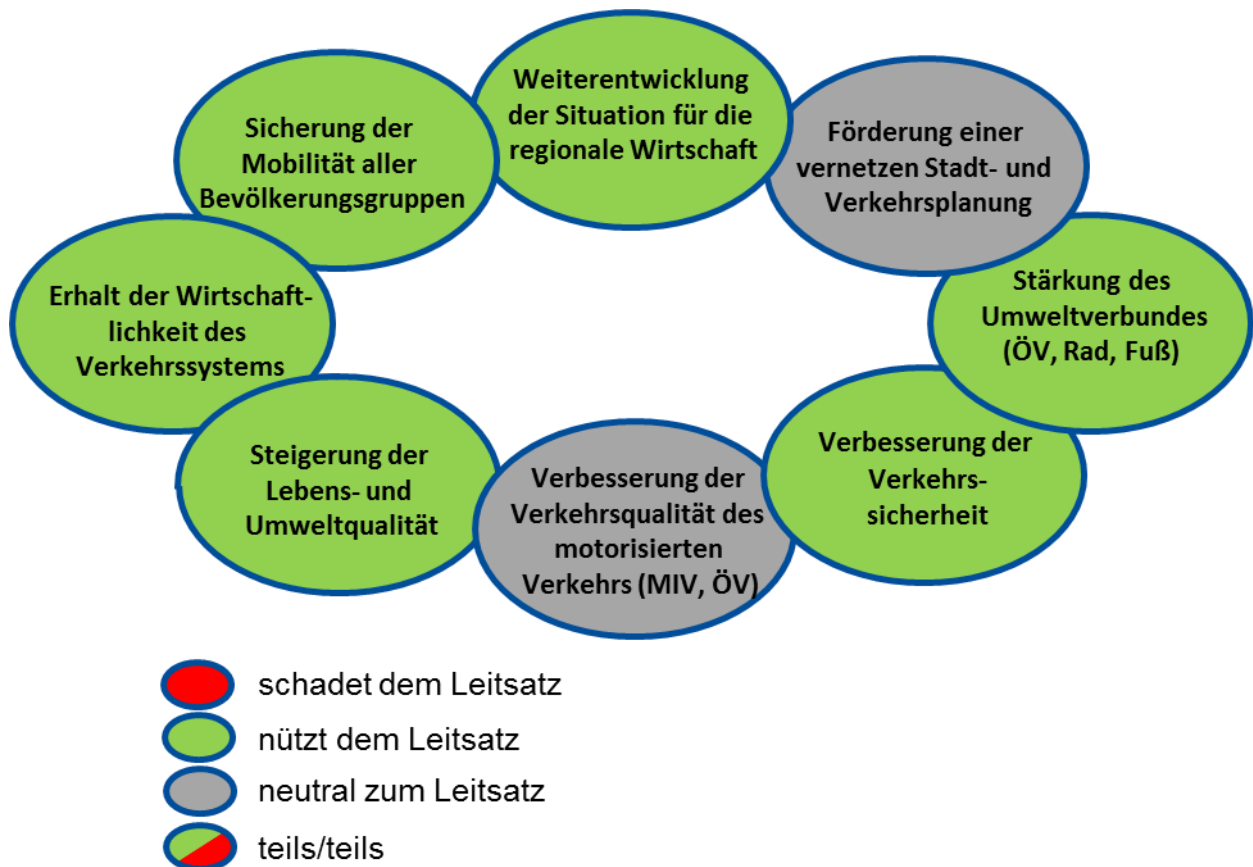 Weiterentwicklung
der Situation für die
regionale Wirtschaft
Sicherung der
Mobilität aller
Bevölkerungsgruppen
Förderung einer
vernetzen Stadt- und
Verkehrsplanung
Erhalt der Wirtschaft-
lichkeit des
Verkehrssystems
Stärkung des
Umweltverbundes
(ÖV, Rad, Fuß)
Steigerung der
Lebens- und
Umweltqualität
Verbesserung der
Verkehrsqualität des
motorisierten
Verkehrs (MIV, ÖV)
Verbesserung der
Verkehrs-
sicherheit
schadet dem Leitsatz
nützt dem Leitsatz
neutral zum Leitsatz
teils/teils